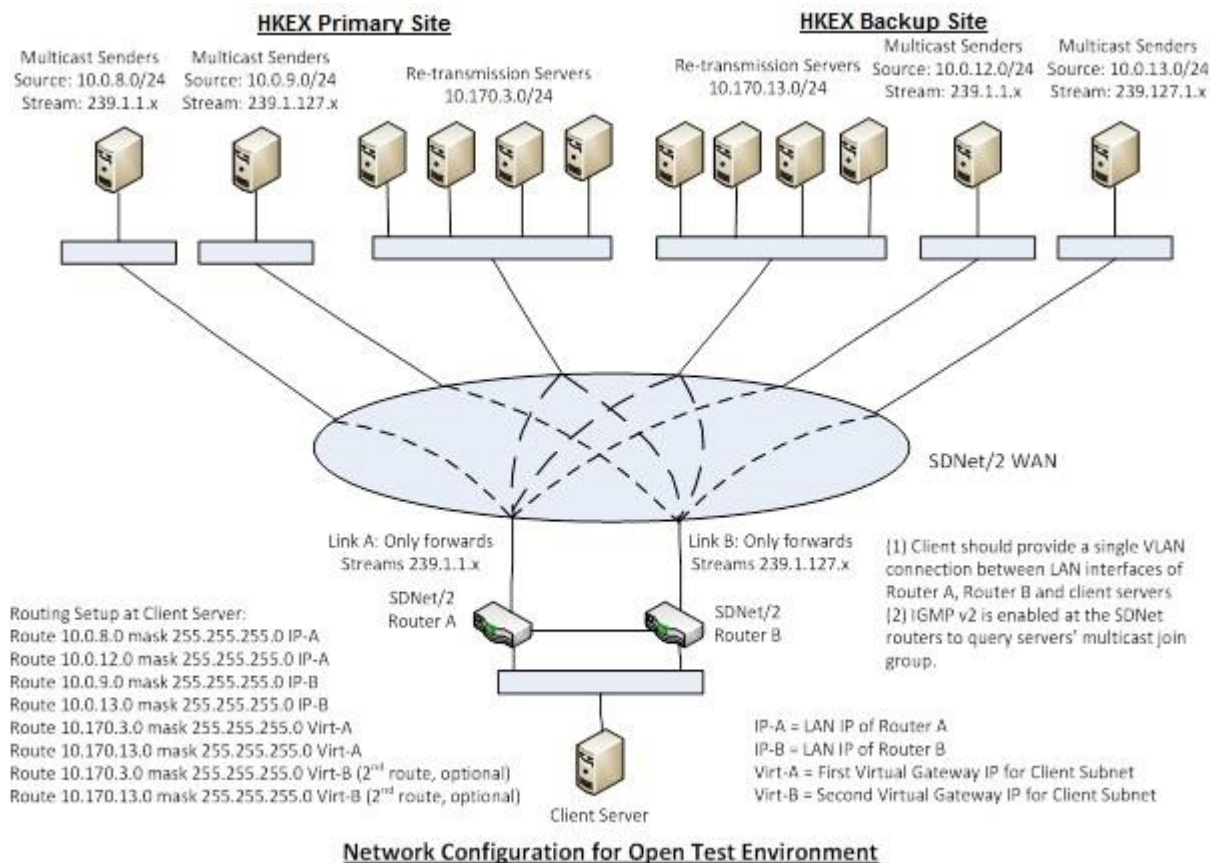 HKEX Primary Site
HKEX Backup Site
Multicast Senders
Source: 10.0.8.0/24
Stream: 239.1.1.x
Multicast Senders
Source: 10.0.9.0/24
Stream: 239.1.127.x
Re-transmission Servers
10.170.3.0/24
Re-transmission Servers
10.170.13.0/24
Multicast Senders
Source: 10.0.12.0/24
Stream: 239.1.1.x
Multicast Senders
Source: 10.0.13.0/24
Stream: 239.127.1.x
SDNet/2 WAN
Link A: Only forwards
Streams 239.1.1.x
Link B: Only forwards
Streams 239.1.127.x
SDNet/2
Router A
SDNet/2
Router B
(1) Client should provide a single VLAN
connection between LAN interfaces of
Router A, Router B and client servers
(2) IGMP v2 is enabled at the SDNet
routers to query servers' multicast join
group.
Routing Setup at Client Server:
Route 10.0.8.0 mask 255.255.255.0 IP-A
Route 10.0.12.0 mask 255.255.255.0 IP-A
Route 10.0.9.0 mask 255.255.255.0 IP-B
Route 10.0.13.0 mask 255.255.255.0 IP-B
Route 10.170.3.0 mask 255.255.255.0 Virt-A
Route 10.170.13.0 mask 255.255.255.0 Virt-A
Route 10.170.3.0 mask 255.255.255.0 Virt-B (2nd route, optional)
Route 10.170.13.0 mask 255.255.255.0 Virt-B (2nd route, optional)
Client Server
IP-A = LAN IP of Router A
IP-B = LAN IP of Router B
Virt-A = First Virtual Gateway IP for Client Subnet
Virt-B = Second Virtual Gateway IP for Client Subnet
Network Configuration for Open Test Environment